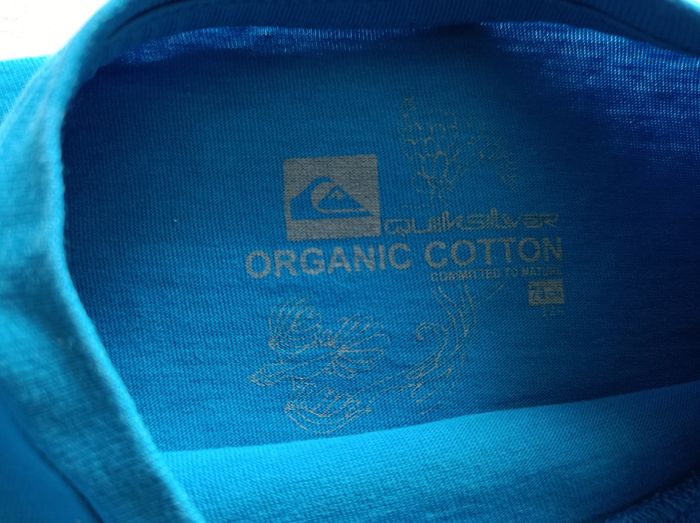 QUIKSILVER
ORGANIC COTTON
COMMITTED TO NATURE